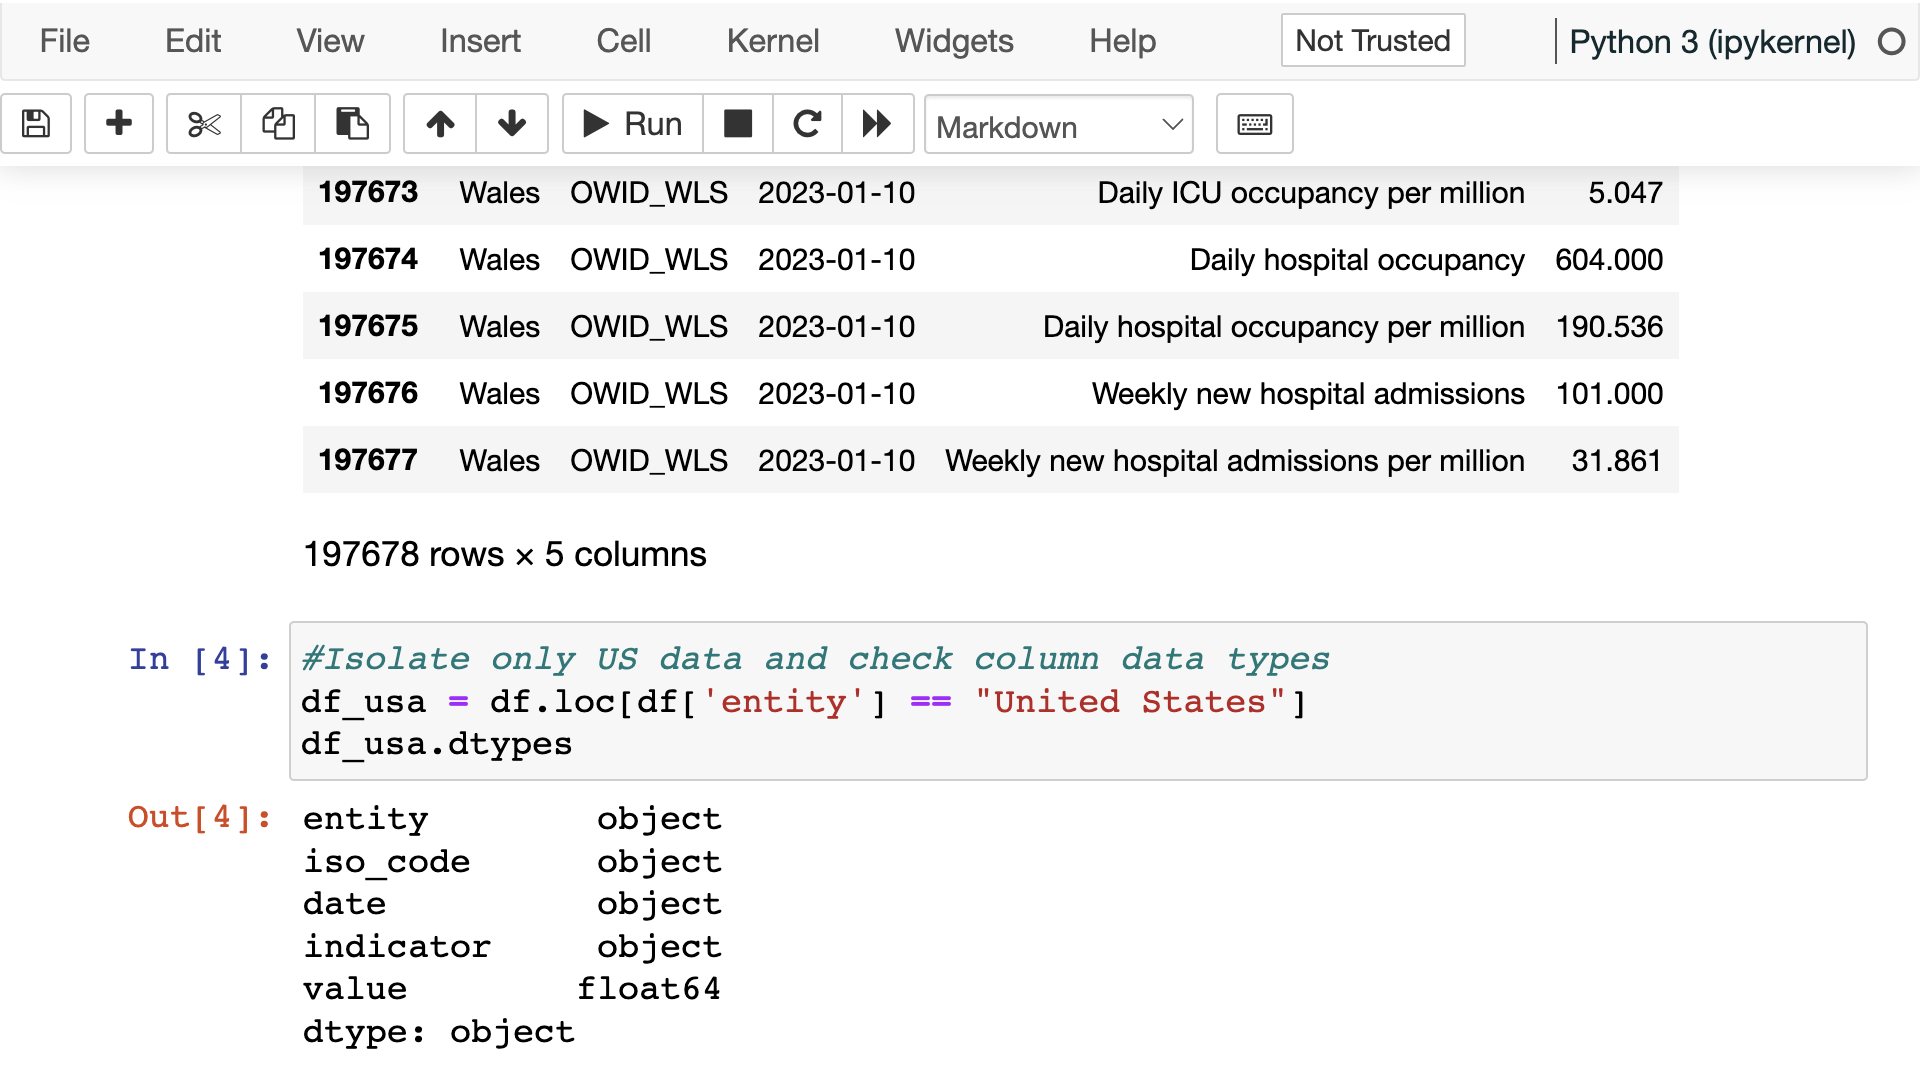 File Edit View Insert Cell Kernel Widgets Help Not Trusted Python 3 (ipykernel)
Run Markdown
197673 Wales OWID_WLS 2023-01-10 Daily ICU occupancy per million 5.047
197674 Wales OWID_WLS 2023-01-10 Daily hospital occupancy 604.000
197675 Wales OWID_WLS 2023-01-10 Daily hospital occupancy per million 190.536
197676 Wales OWID_WLS 2023-01-10 Weekly new hospital admissions 101.000
197677 Wales OWID_WLS 2023-01-10 Weekly new hospital admissions per million 31.861
197678 rows × 5 columns
In [4]: #Isolate only US data and check column data types
df_usa = df.loc[df['entity'] == "United States"]
df_usa.dtypes
Out[4]: entity object
iso_code object
date object
indicator object
value float64
dtype: object